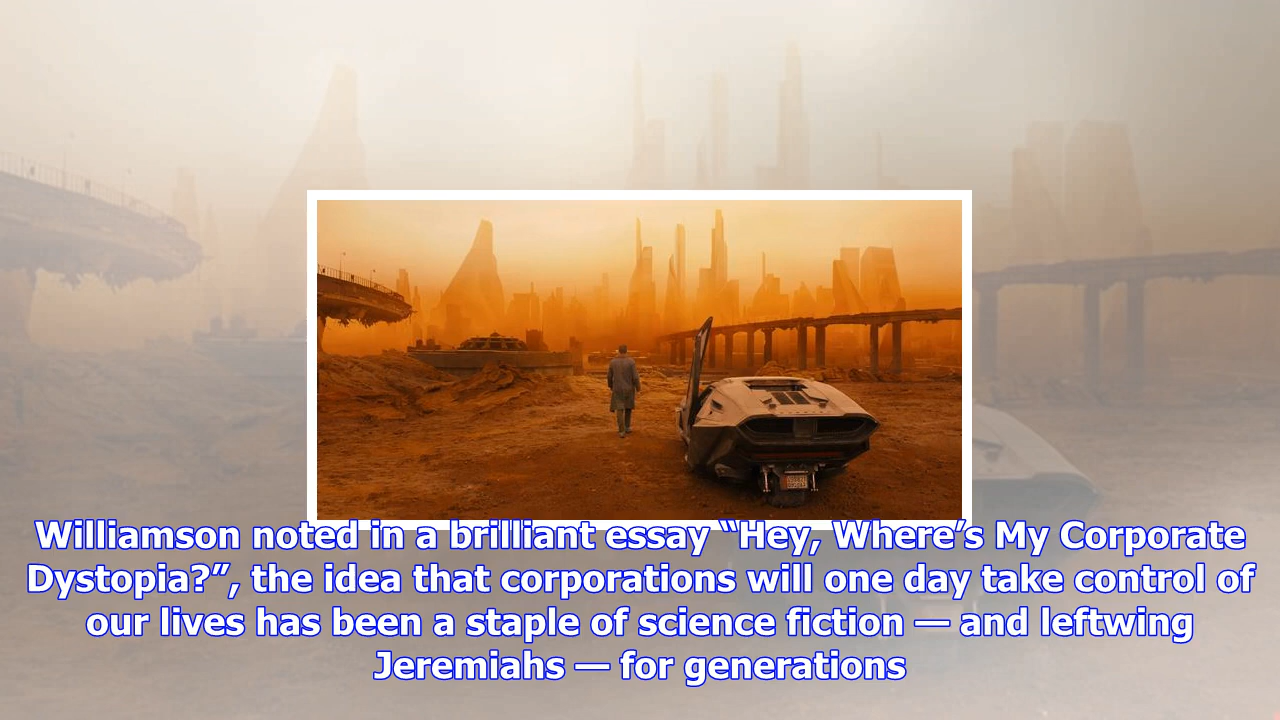 Williamson noted in a brilliant essay “Hey, Where’s My Corporate
Dystopia?”, the idea that corporations will one day take control of
our lives has been a staple of science fiction — and leftwing
Jeremiahs — for generations